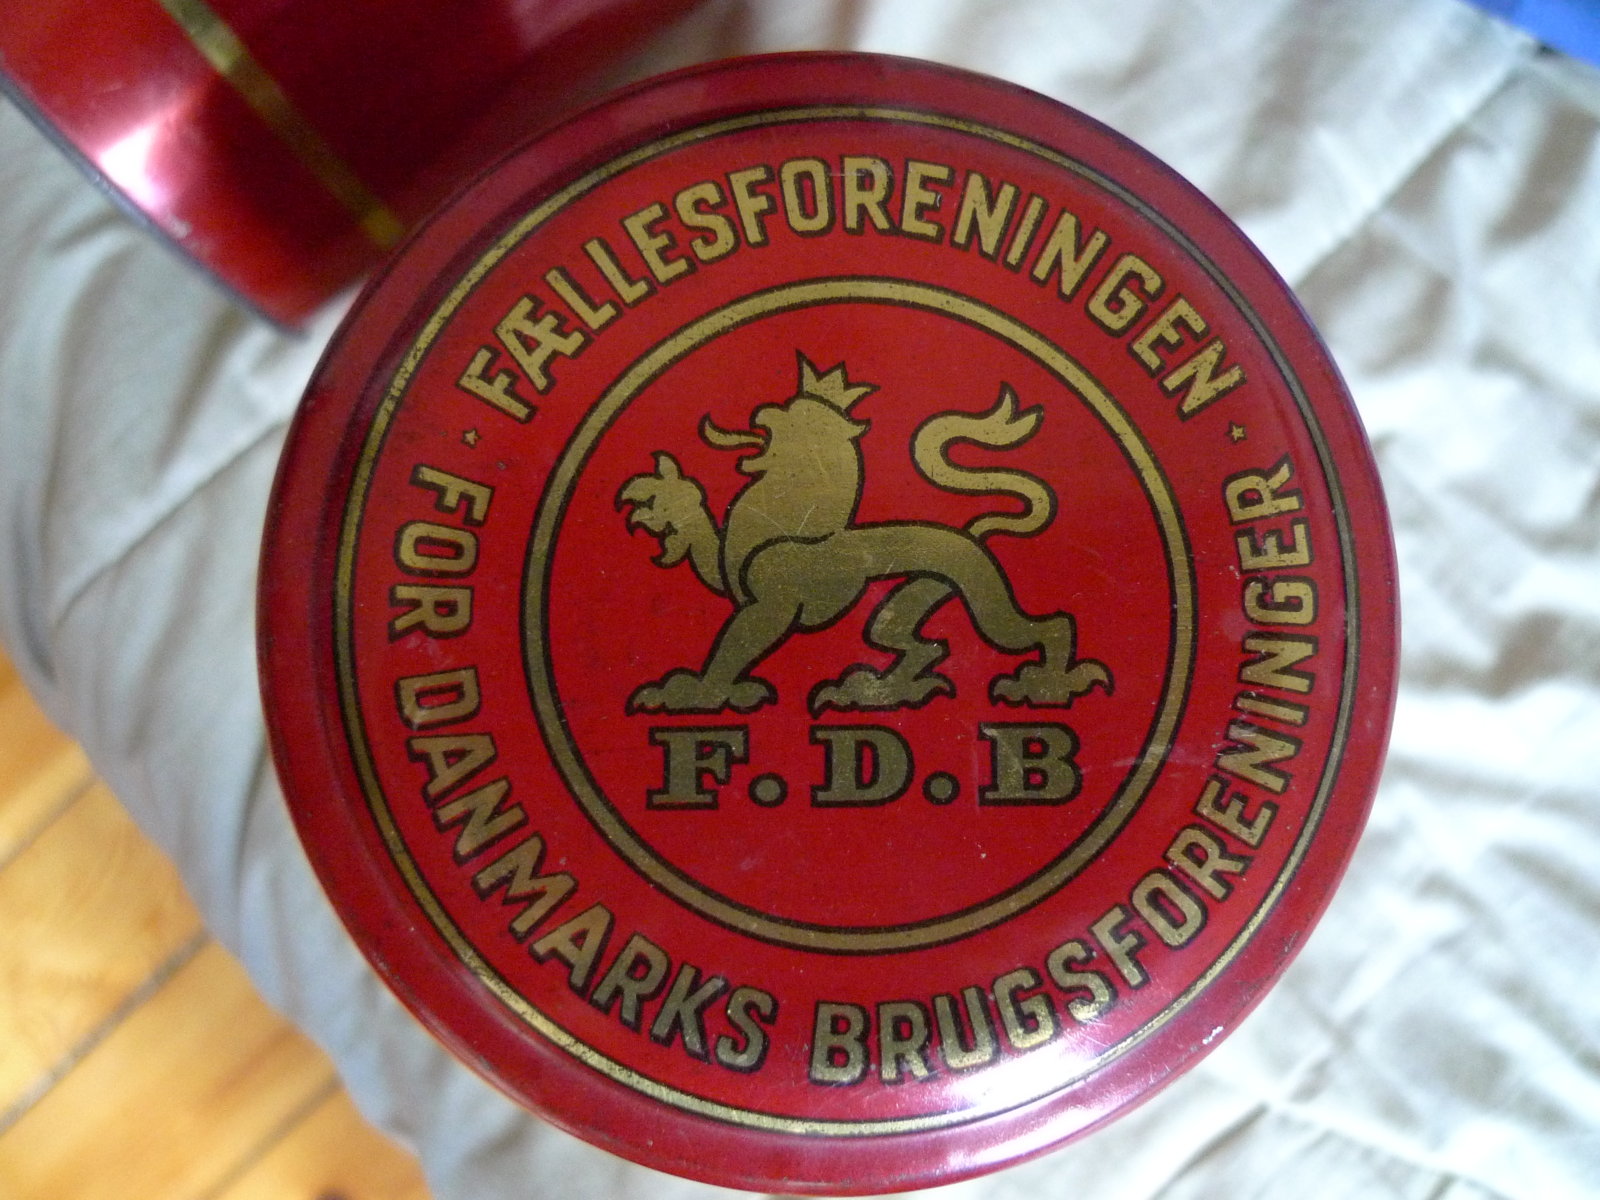 FÆLLESFORENINGEN
FOR DANMARKS BRUGSFORENINGER
F.D.B